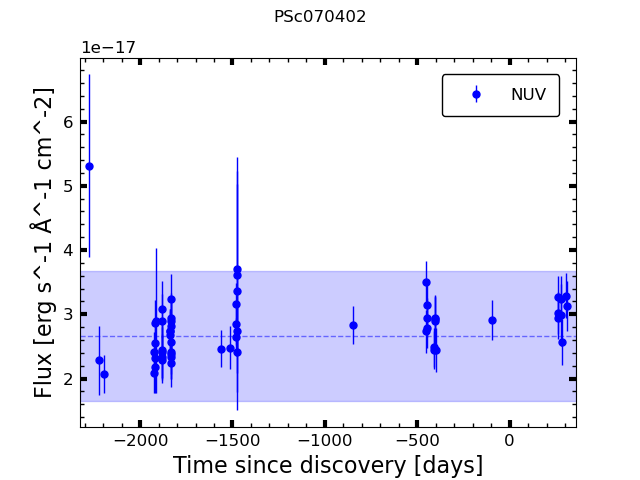 PSc070402
1e−17
NUV
6
5
4
3
2
Flux [erg s^-1 Å^-1 cm^-2]
−2000
−1500
−1000
−500
0
Time since discovery [days]